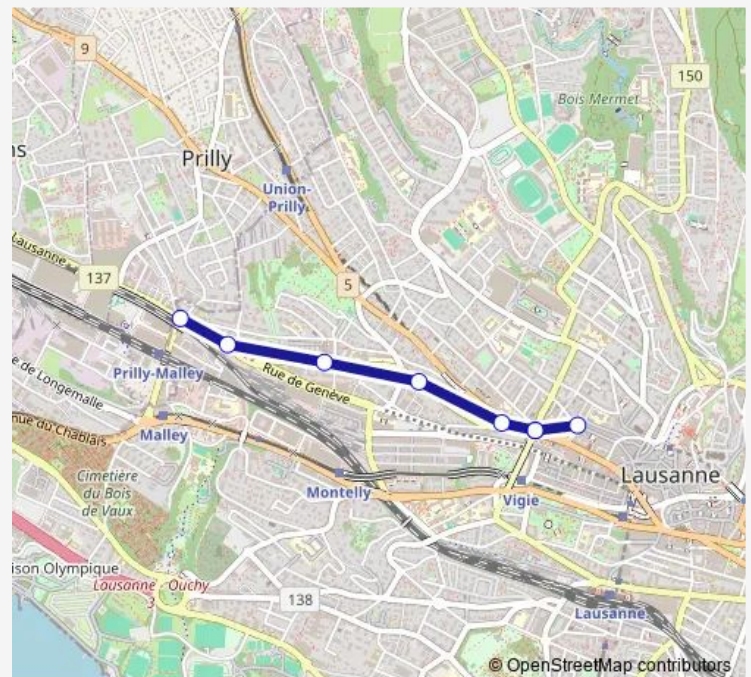 9
150
Bois Mermet
ns
Prilly
Union-
Prilly
Lausanne
137
5
Prilly-Malley
Rue de Genève
e de Longemalle
nue du Chablais
Malley
Cimetière
du Bois
de Vaux
Montelly
Vigie
Lausanne
ison Olympique
Lausanne - Ouchy
3
138
Lausanne
© OpenStreetMap contributors